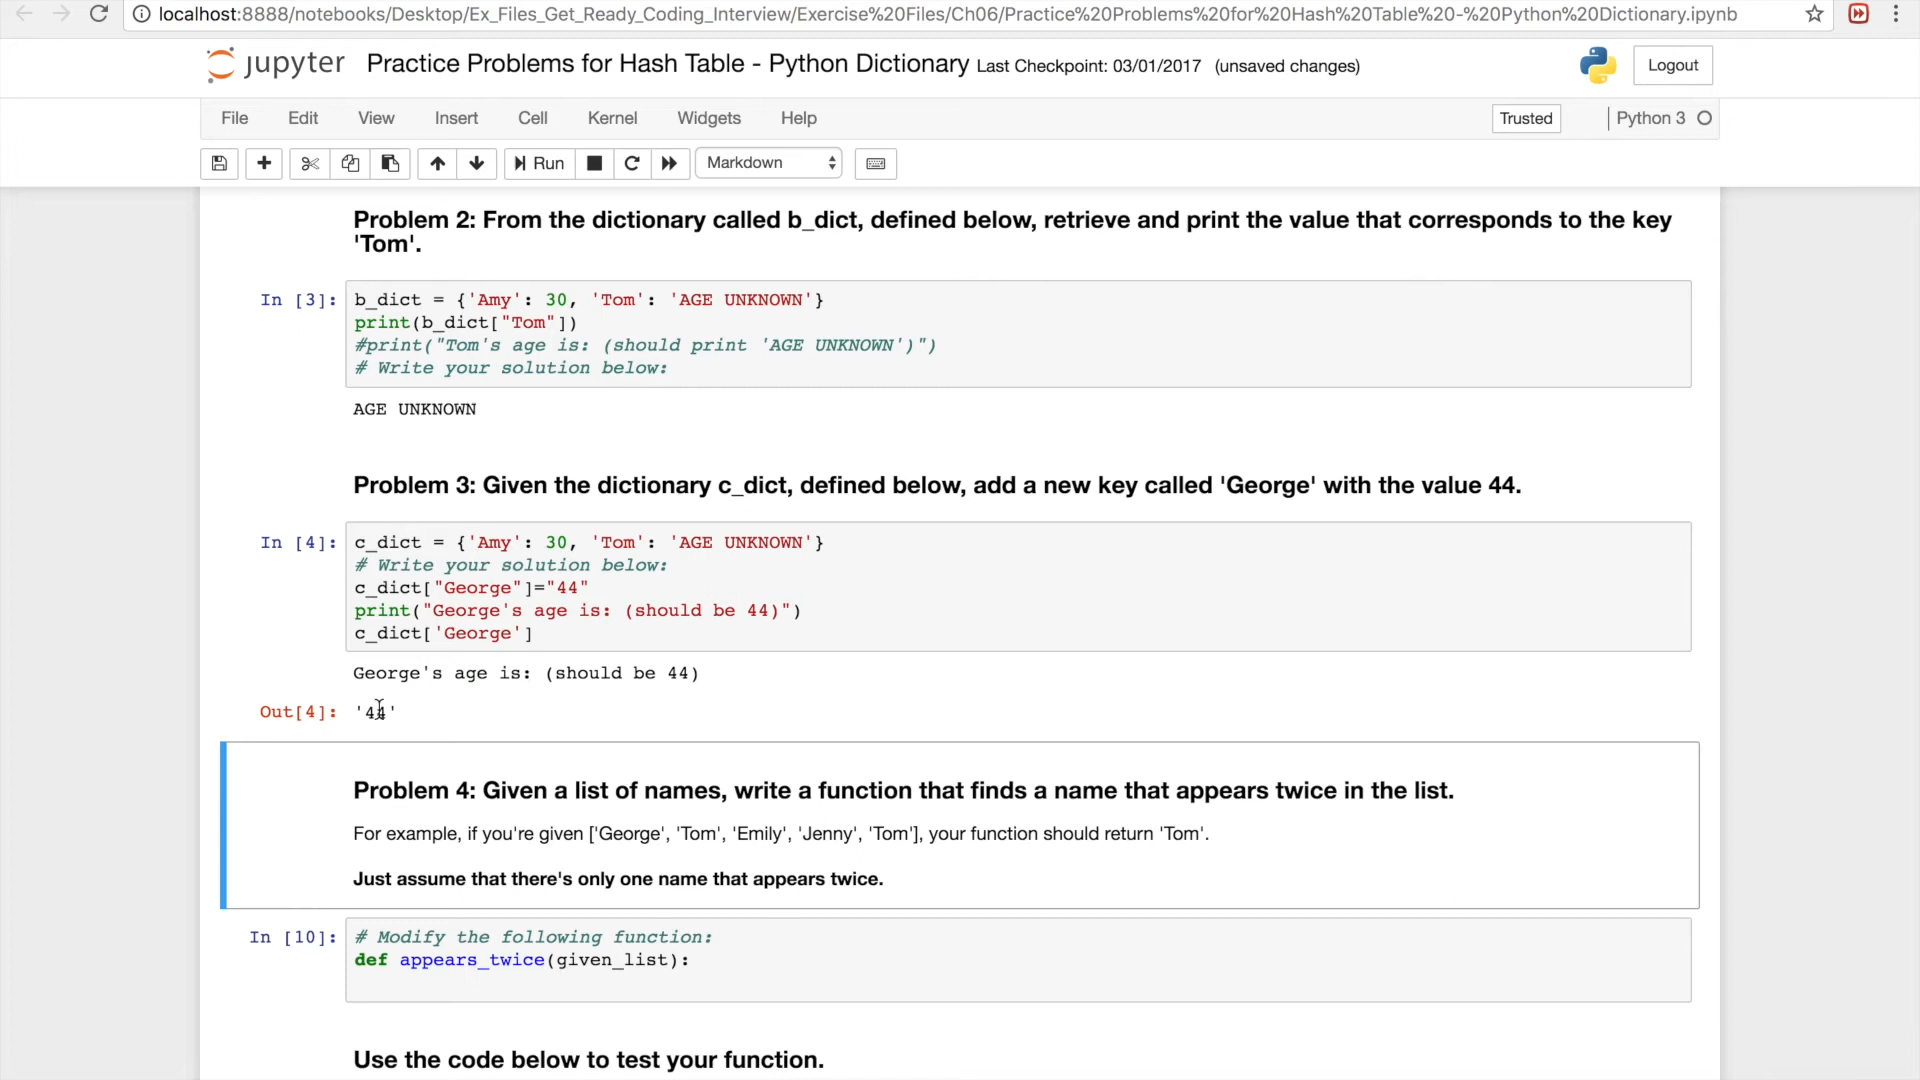 localhost:8888/notebooks/Desktop/Ex_Files_Get_Ready_Coding_Interview/Exercise%20Files/Ch06/Practice%20Problems%20for%20Hash%20Table%20-%20Python%20Dictionary.ipynb
jupyter Practice Problems for Hash Table - Python Dictionary Last Checkpoint: 03/01/2017 (unsaved changes) Logout
File Edit View Insert Cell Kernel Widgets Help Trusted Python 3
Run Markdown
Problem 2: From the dictionary called b_dict, defined below, retrieve and print the value that corresponds to the key
'Tom'.
In [3]: b_dict = {'Amy': 30, 'Tom': 'AGE UNKNOWN'}
print(b_dict["Tom"])
#print("Tom's age is: (should print 'AGE UNKNOWN')")
# Write your solution below:
AGE UNKNOWN
Problem 3: Given the dictionary c_dict, defined below, add a new key called 'George' with the value 44.
In [4]: c_dict = {'Amy': 30, 'Tom': 'AGE UNKNOWN'}
# Write your solution below:
c_dict["George"]="44"
print("George's age is: (should be 44)")
c_dict['George']
George's age is: (should be 44)
Out[4]: '44'
Problem 4: Given a list of names, write a function that finds a name that appears twice in the list.
For example, if you're given ['George', 'Tom', 'Emily', 'Jenny', 'Tom'], your function should return 'Tom'.
Just assume that there's only one name that appears twice.
In [10]: # Modify the following function:
def appears_twice(given_list):
Use the code below to test your function.